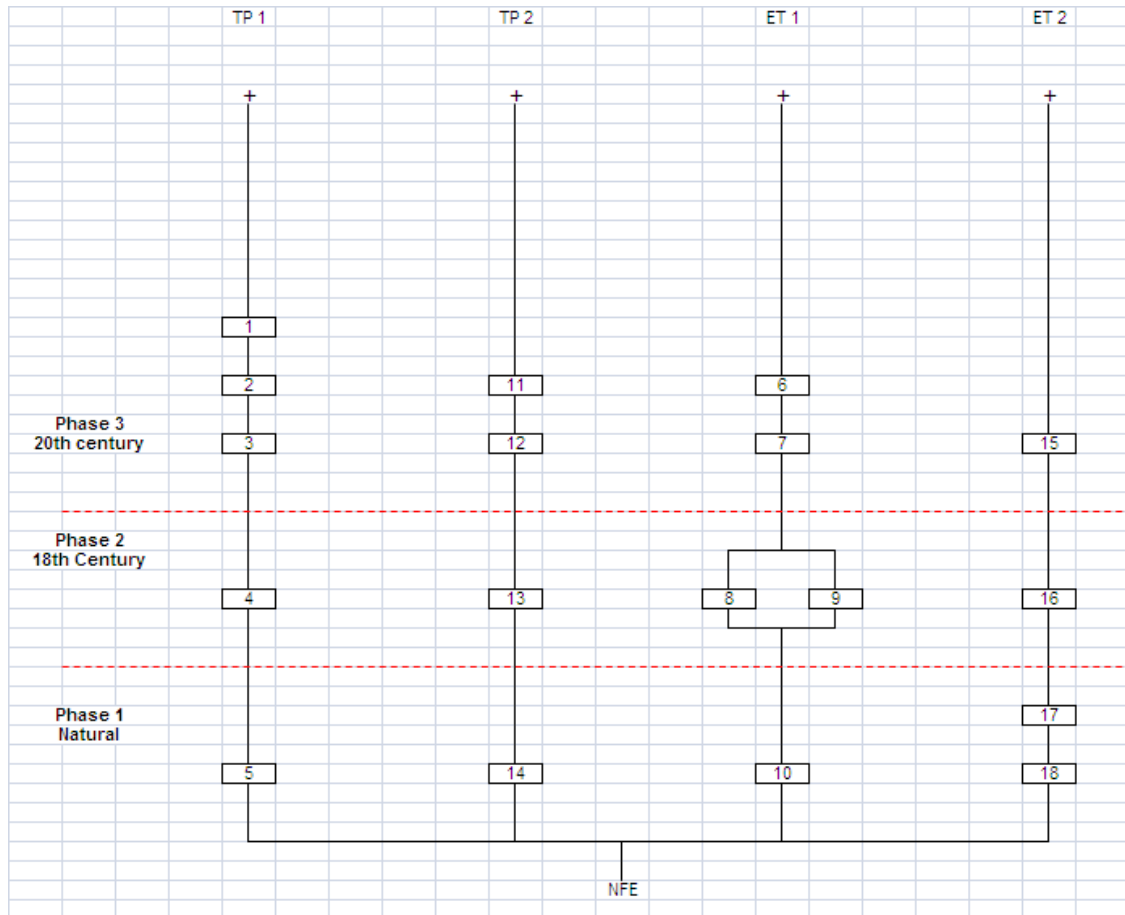 TP 1 TP 2 ET 1 ET 2
+ + + +
1
2 11 6
Phase 3
20th century
3 12 7 15
Phase 2
18th Century
4 13 8 9 16
Phase 1
Natural
17
5 14 10 18
NFE